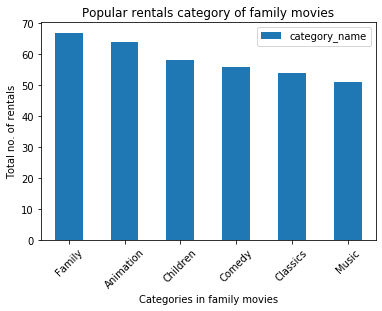 Popular rentals category of family movies
category_name
Total no. of rentals
70
60
50
40
30
20
10
0
Family
Animation
Children
Comedy
Classics
Music
Categories in family movies